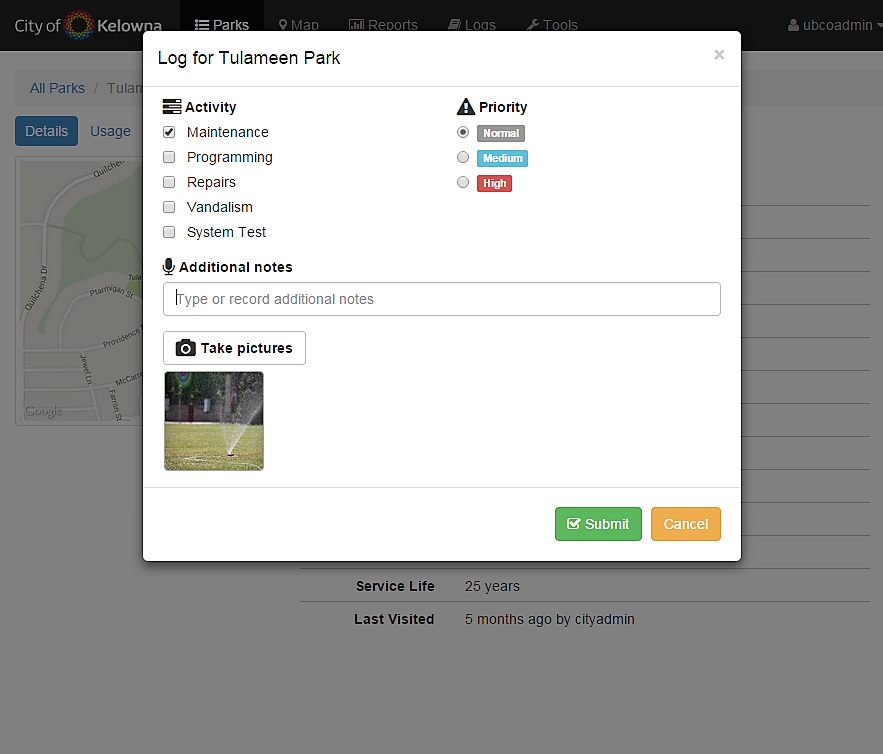 City of Kelowna
Parks
Map
Reports
Logs
Tools
ubcoadmin
Log for Tulameen Park
×
All Parks / Tulam
Details
Usage
Activity
Priority
Maintenance
Normal
Programming
Medium
Repairs
High
Vandalism
System Test
Additional notes
Type or record additional notes
Take pictures
Submit
Cancel
Quilchena Dr
Ptarmigan St
Providence
Jewel Ln
McCarre
Farron St
Google
Service Life 25 years
Last Visited 5 months ago by cityadmin